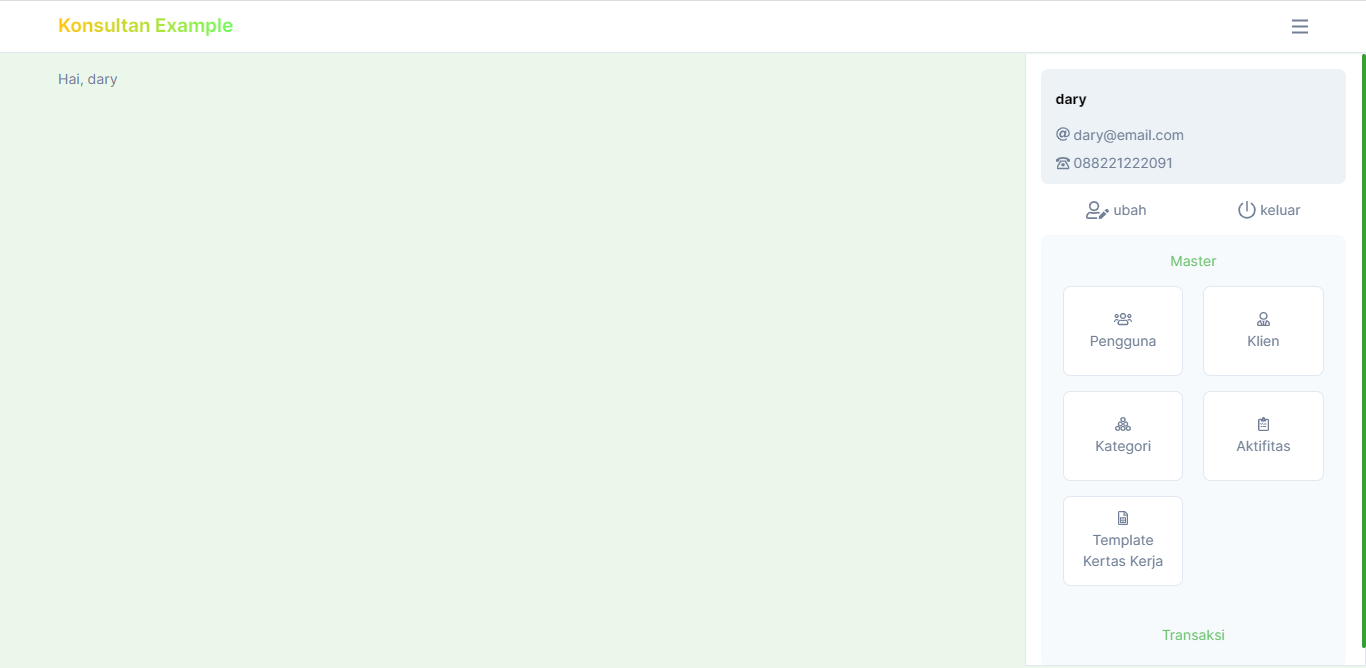 Konsultan Example
Hai, dary
dary
dary@email.com
088221222091
ubah
keluar
Master
Pengguna
Klien
Kategori
Aktifitas
Template
Kertas Kerja
Transaksi